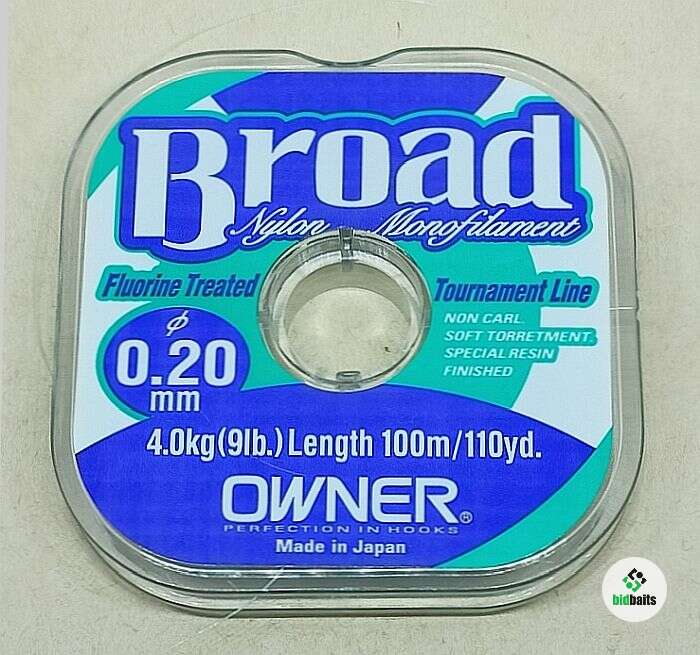 Broad
Nylon Monofilament
Fluorine Treated
Tournament Line
NON CARL.
SOFT TORRETMENT.
SPECIAL RESIN
FINISHED
ϕ
0.20
mm
4.0kg(9lb.) Length 100m/110yd.
OWNER®
PERFECTION IN HOOKS
Made in Japan
bidbaits